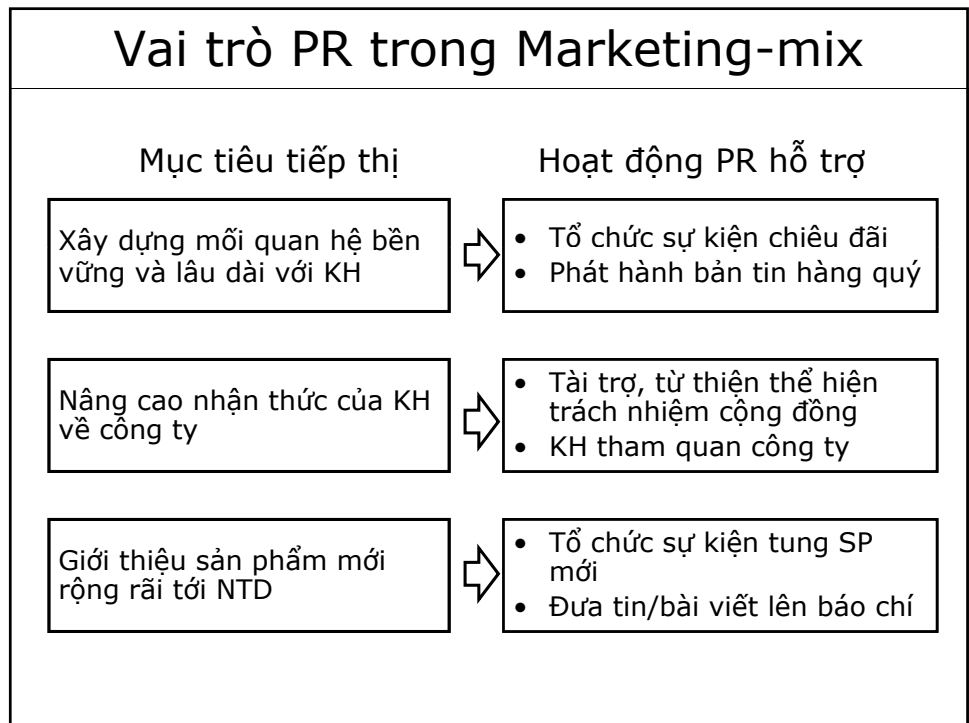 Vai trò PR trong Marketing-mix
Mục tiêu tiếp thị
Hoạt động PR hỗ trợ
Xây dựng mối quan hệ bền
vững và lâu dài với KH
• Tổ chức sự kiện chiêu đãi
• Phát hành bản tin hàng quý
Nâng cao nhận thức của KH
về công ty
• Tài trợ, từ thiện thể hiện
trách nhiệm cộng đồng
• KH tham quan công ty
Giới thiệu sản phẩm mới
rộng rãi tới NTD
• Tổ chức sự kiện tung SP
mới
• Đưa tin/bài viết lên báo chí